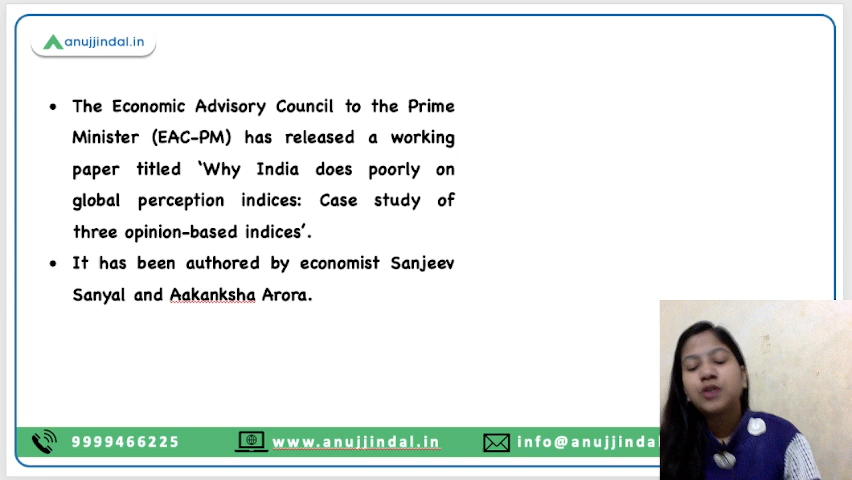 anujjindal.in
• The Economic Advisory Council to the Prime
Minister (EAC-PM) has released a working
paper titled ‘Why India does poorly on
global perception indices: Case study of
three opinion-based indices’.
• It has been authored by economist Sanjeev
Sanyal and Aakanksha Arora.
9999466225 www.anujjindal.in info@anujjindal